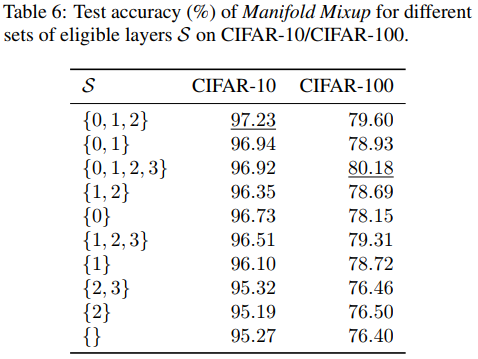 Table 6: Test accuracy (%) of Manifold Mixup for different
sets of eligible layers S on CIFAR-10/CIFAR-100.
S CIFAR-10 CIFAR-100
{0, 1, 2} 97.23 79.60
{0, 1} 96.94 78.93
{0, 1, 2, 3} 96.92 80.18
{1, 2} 96.35 78.69
{0} 96.73 78.15
{1, 2, 3} 96.51 79.31
{1} 96.10 78.72
{2, 3} 95.32 76.46
{2} 95.19 76.50
{} 95.27 76.40